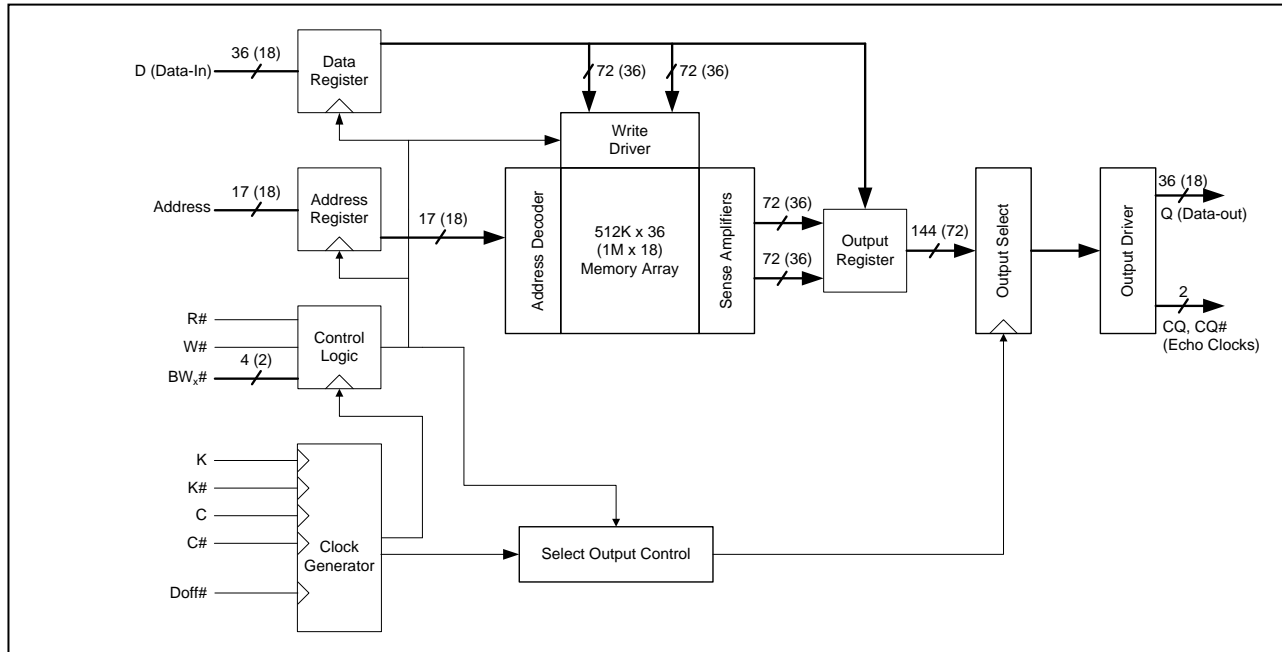 36 (18)
D (Data-In)
Data
Register
72 (36)
72 (36)
Write
Driver
17 (18)
Address
Address
Register
17 (18)
Address Decoder
512K x 36
(1M x 18)
Memory Array
Sense Amplifiers
72 (36)
72 (36)
Output
Register
144 (72)
Output Select
Output Driver
36 (18)
Q (Data-out)
2
CQ, CQ#
(Echo Clocks)
R#
W#
4 (2)
BWₓ#
Control
Logic
K
K#
C
C#
Doff#
Clock
Generator
Select Output Control